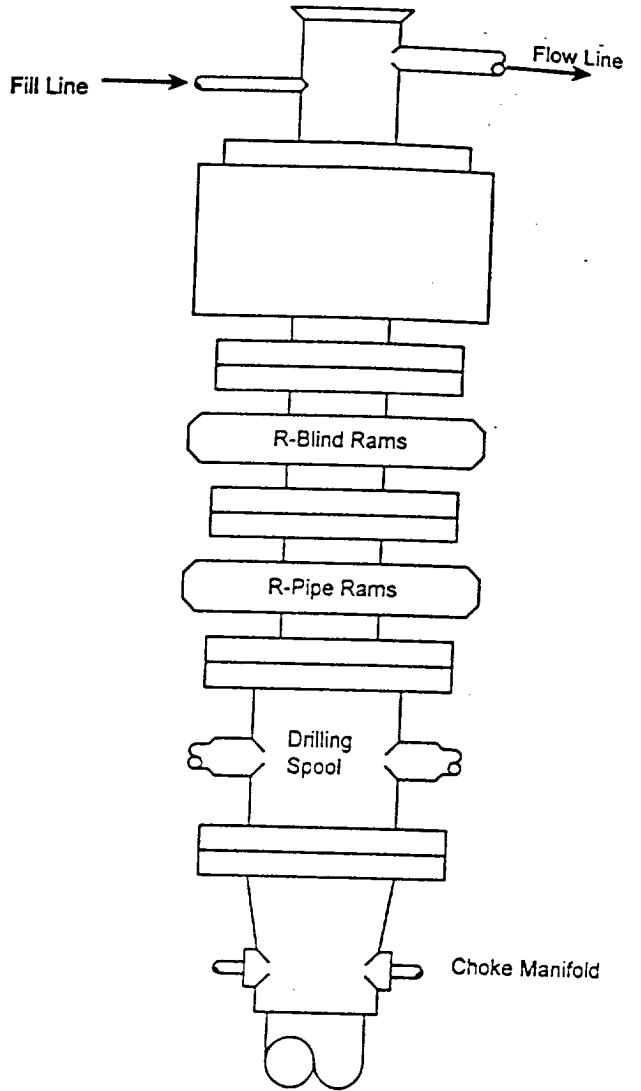 Flow Line
Fill Line
R-Blind Rams
R-Pipe Rams
Drilling
Spool
Choke Manifold